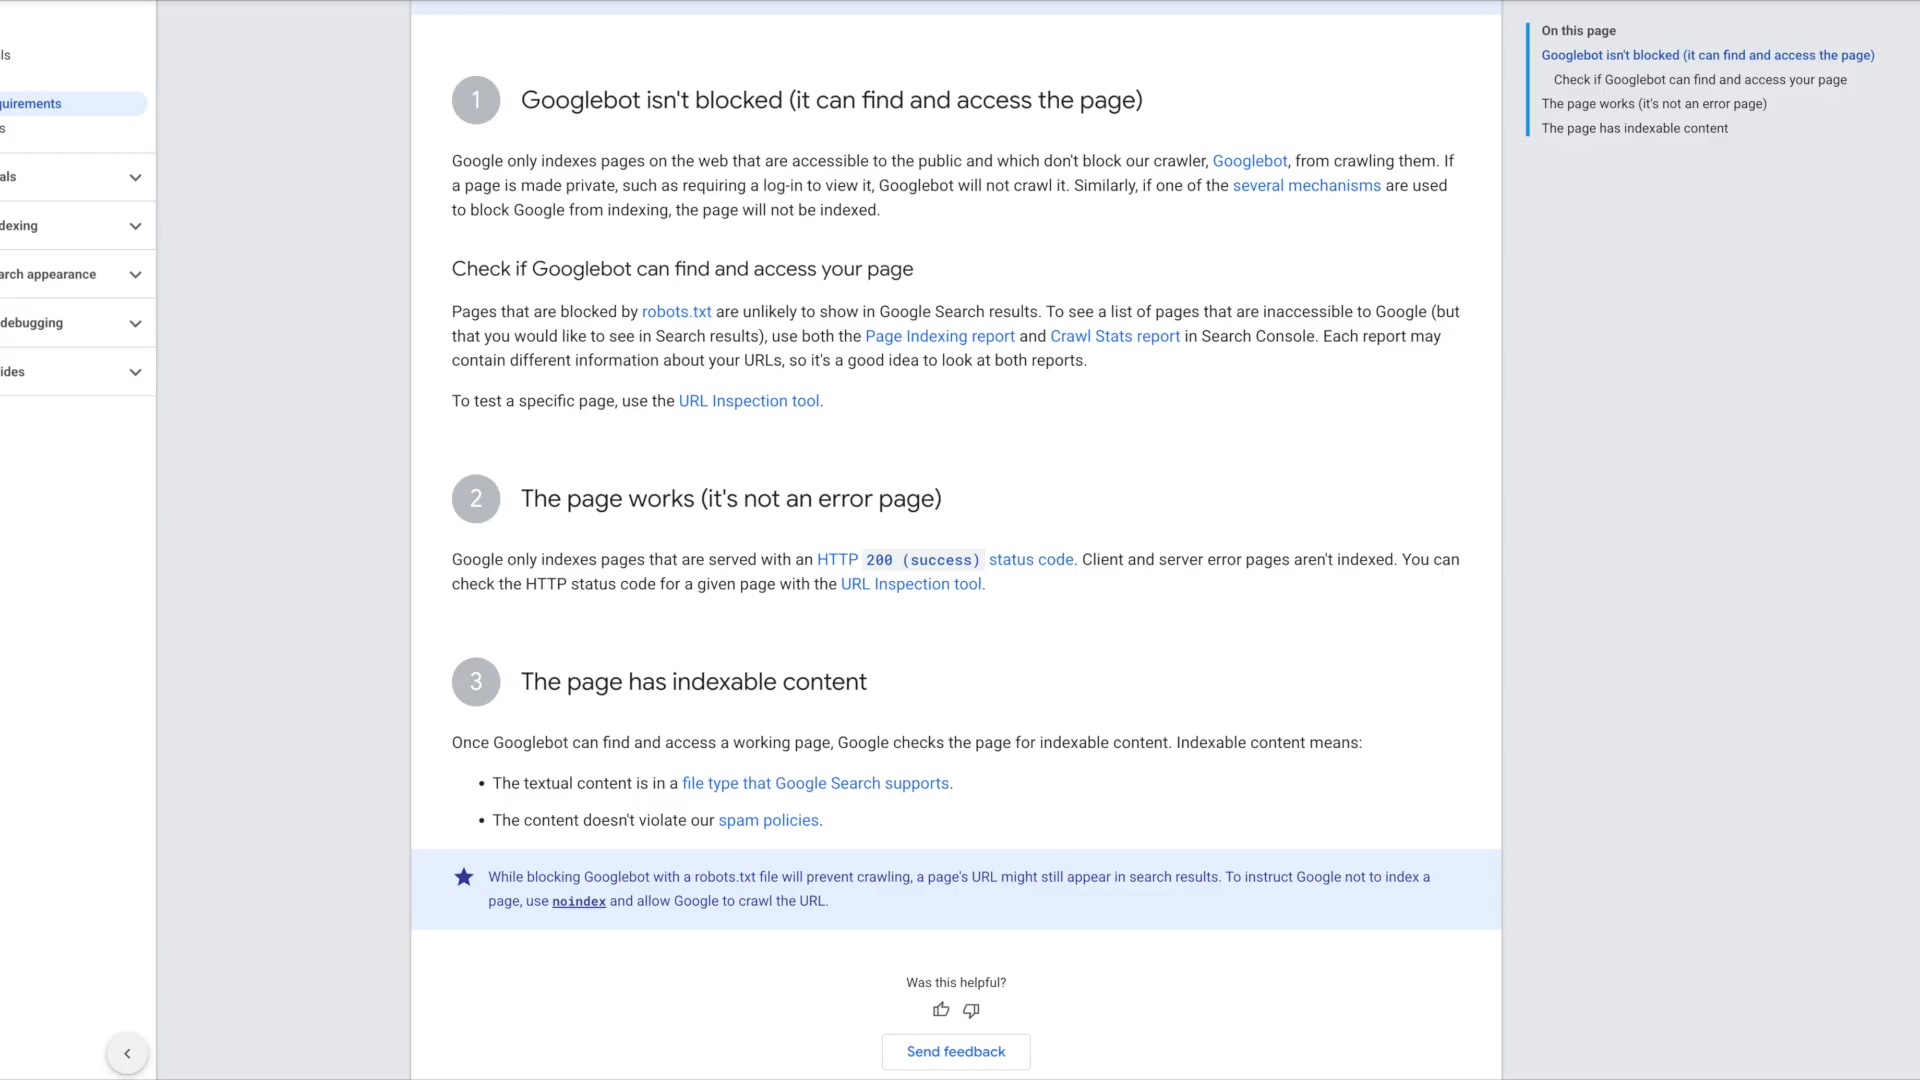 ls
quirements
s
als
dexing
arch appearance
debugging
ides
1
Googlebot isn't blocked (it can find and access the page)
Google only indexes pages on the web that are accessible to the public and which don't block our crawler, Googlebot, from crawling them. If
a page is made private, such as requiring a log-in to view it, Googlebot will not crawl it. Similarly, if one of the several mechanisms are used
to block Google from indexing, the page will not be indexed.
Check if Googlebot can find and access your page
Pages that are blocked by robots.txt are unlikely to show in Google Search results. To see a list of pages that are inaccessible to Google (but
that you would like to see in Search results), use both the Page Indexing report and Crawl Stats report in Search Console. Each report may
contain different information about your URLs, so it's a good idea to look at both reports.
To test a specific page, use the URL Inspection tool.
2
The page works (it's not an error page)
Google only indexes pages that are served with an HTTP 200 (success) status code. Client and server error pages aren't indexed. You can
check the HTTP status code for a given page with the URL Inspection tool.
3
The page has indexable content
Once Googlebot can find and access a working page, Google checks the page for indexable content. Indexable content means:
• The textual content is in a file type that Google Search supports.
• The content doesn't violate our spam policies.
While blocking Googlebot with a robots.txt file will prevent crawling, a page's URL might still appear in search results. To instruct Google not to index a
page, use noindex and allow Google to crawl the URL.
Was this helpful?
Send feedback
On this page
Googlebot isn't blocked (it can find and access the page)
Check if Googlebot can find and access your page
The page works (it's not an error page)
The page has indexable content